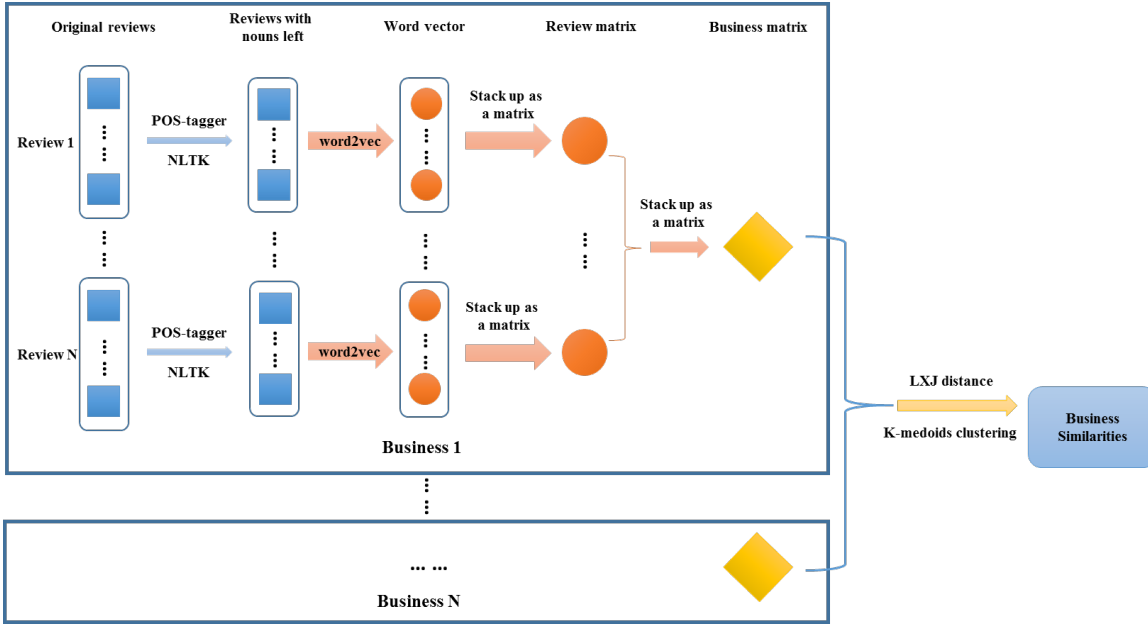 Original reviews
Reviews with
nouns left
Word vector
Review matrix
Business matrix
Review 1
POS-tagger
NLTK
word2vec
Stack up as
a matrix
Stack up as
a matrix
Review N
POS-tagger
NLTK
word2vec
Stack up as
a matrix
Business 1
LXJ distance
K-medoids clustering
Business
Similarities
... ...
Business N